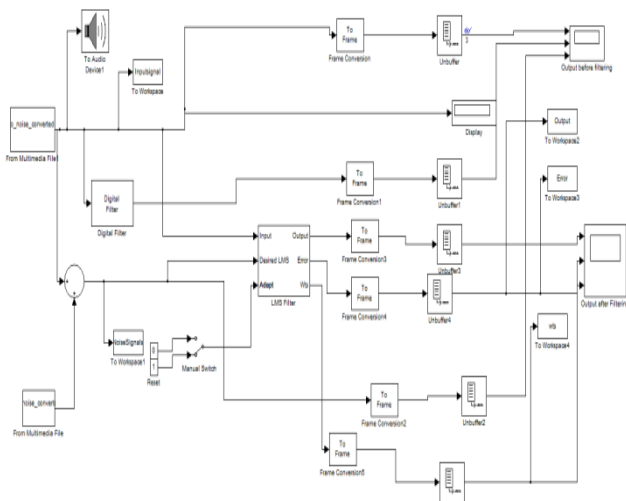 To
Frame
Frame Conversion
Unbuffer
To Audio
Device1
Inputsignal
To Workspace
Output before filtering
o_noise_converted
From Multimedia File1
Display
Output
To Workspace2
Digital
Filter
Digital Filter
To
Frame
Frame Conversion1
Unbuffer1
Error
To Workspace3
Input
Output
Desired LMS
Error
Adapt
Wts
LMS Filter
To
Frame
Frame Conversion3
Unbuffer3
To
Frame
Frame Conversion4
Unbuffer4
Output after Filtering
wts
To Workspace4
NoiseSignals
To Workspace1
0
1
Reset
Manual Switch
noise_convert
From Multimedia File
To
Frame
Frame Conversion2
Unbuffer2
To
Frame
Frame Conversion5